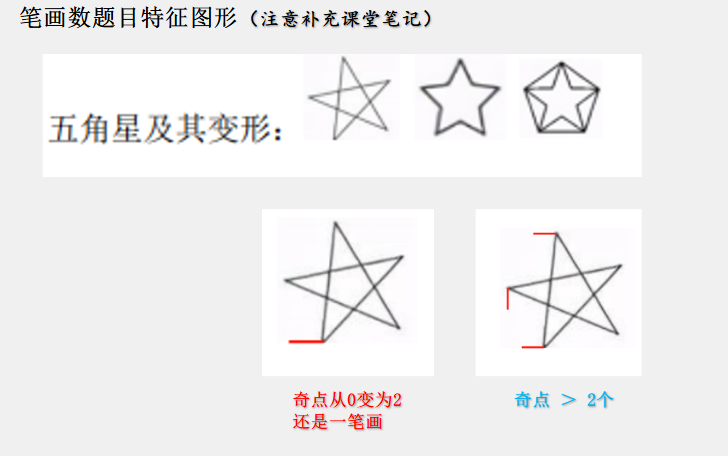 笔画数题目特征图形（注意补充课堂笔记）
五角星及其变形：
奇点从0变为2
还是一笔画
奇点 > 2个